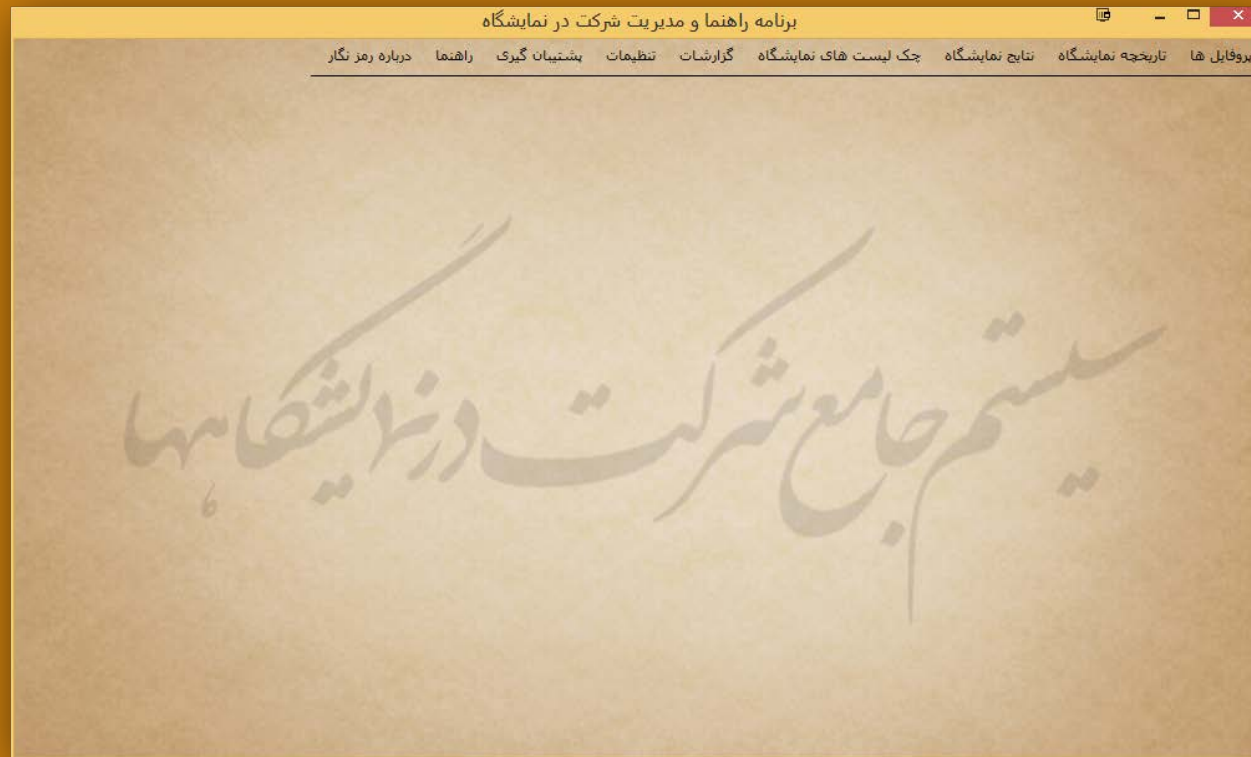 برنامه راهنما و مدیریت شرکت در نمایشگاه
پروفایل ها تاریخچه نمایشگاه نتایج نمایشگاه چک لیست های نمایشگاه گزارشات تنظیمات پشتیبان گیری راهنما درباره رمز نگار
سیستم جامع شرکت در نمایشگاهها